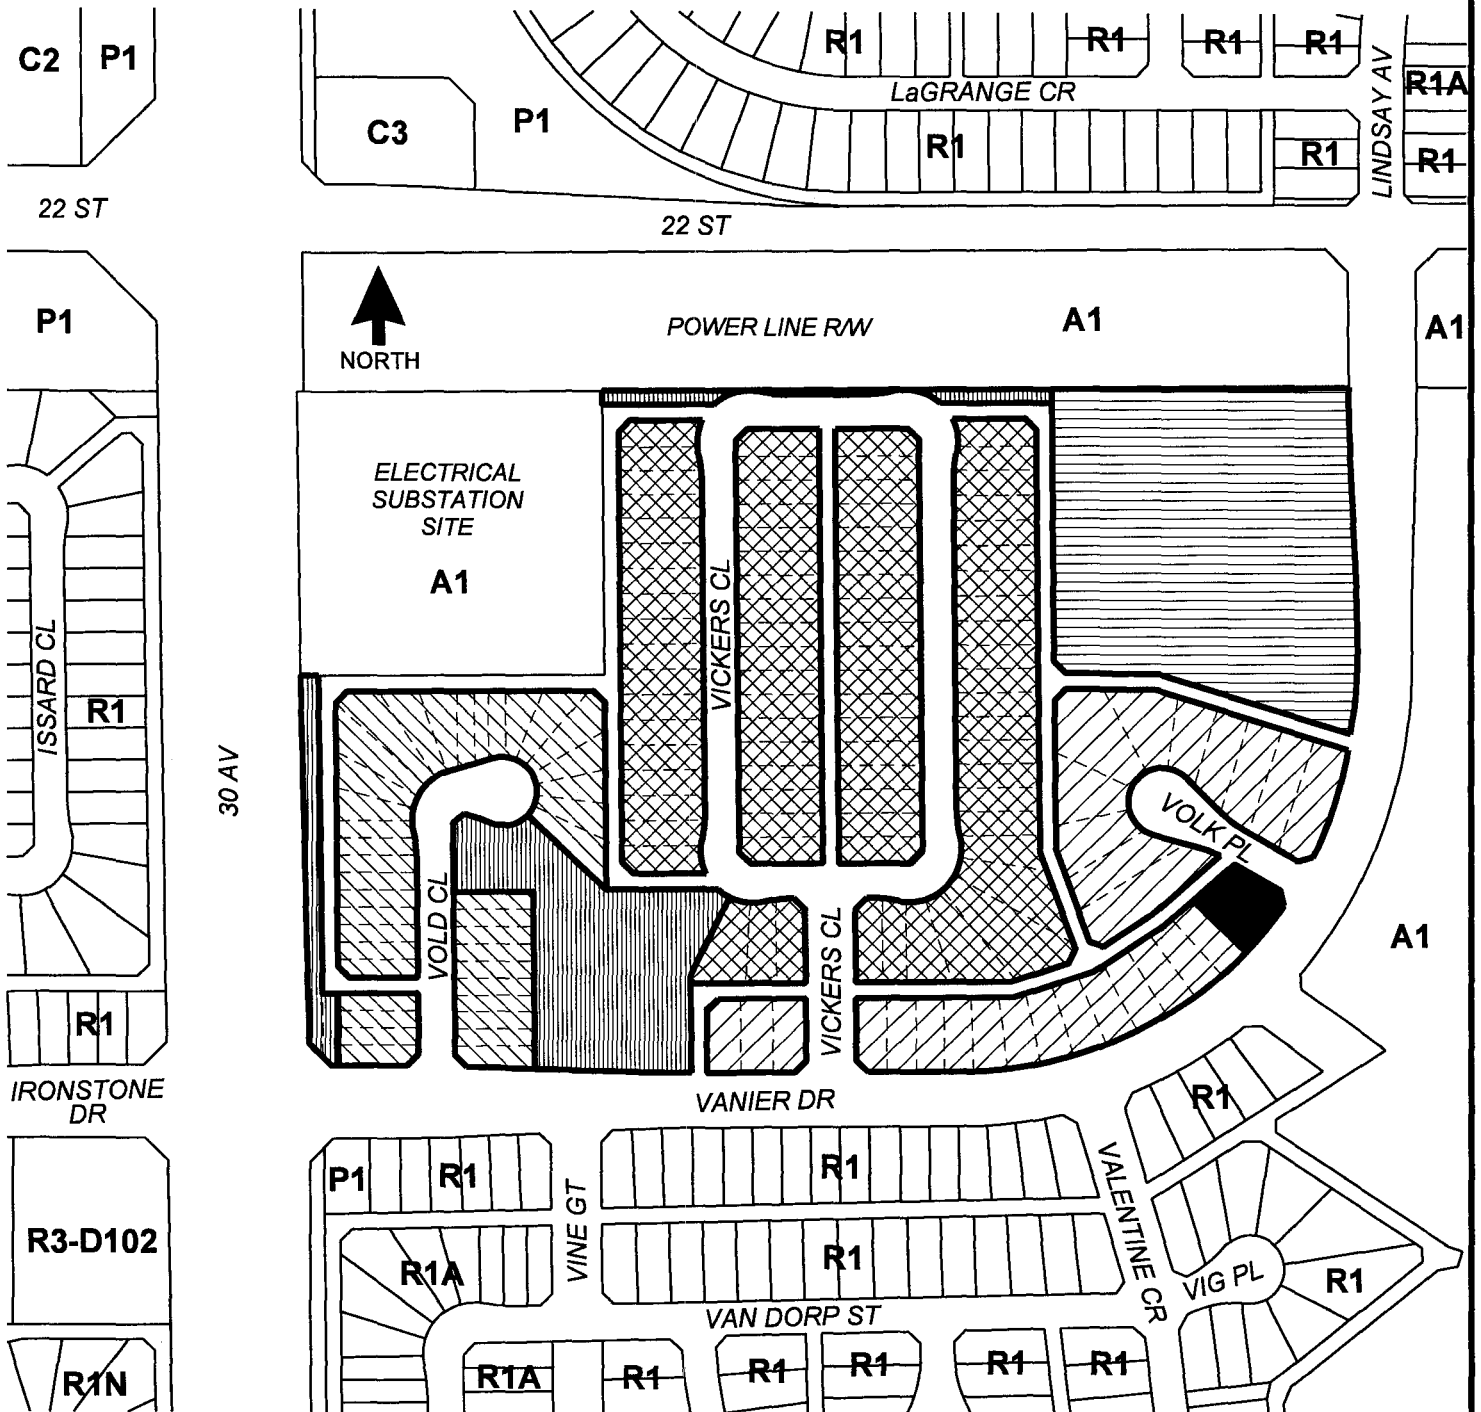 C2
P1
R1
R1
R1
R1
LaGRANGE CR
R1A
C3
P1
R1
R1
R1
LINDSAY AV
22 ST
22 ST
P1
NORTH
POWER LINE R/W
A1
A1
ELECTRICAL
SUBSTATION
SITE
A1
VICKERS CL
ISSARD CL
R1
30 AV
VOLK PL
VOLD CL
VICKERS CL
A1
R1
IRONSTONE
DR
VANIER DR
R1
P1
R1
R1
VALENTINE CR
VINE GT
R3-D102
R1A
R1
VIG PL
R1
VAN DORP ST
R1N
R1A
R1
R1
R1
R1
R1